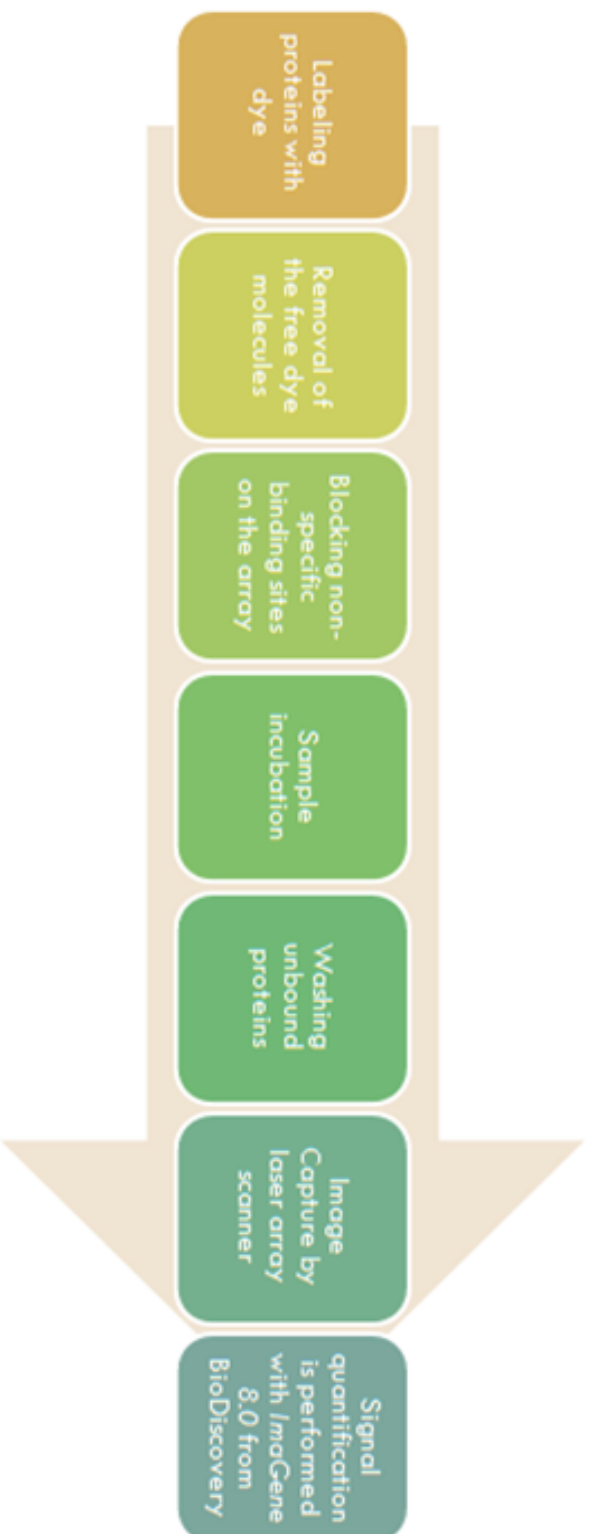 Labeling
proteins with
dye
Removal of
the free dye
molecules
Blocking non-
specific
binding sites
on the array
Sample
incubation
Washing
unbound
proteins
Image
Capture by
laser array
scanner
Signal
quantification
is performed
with ImaGene
8.0 from
BioDiscovery